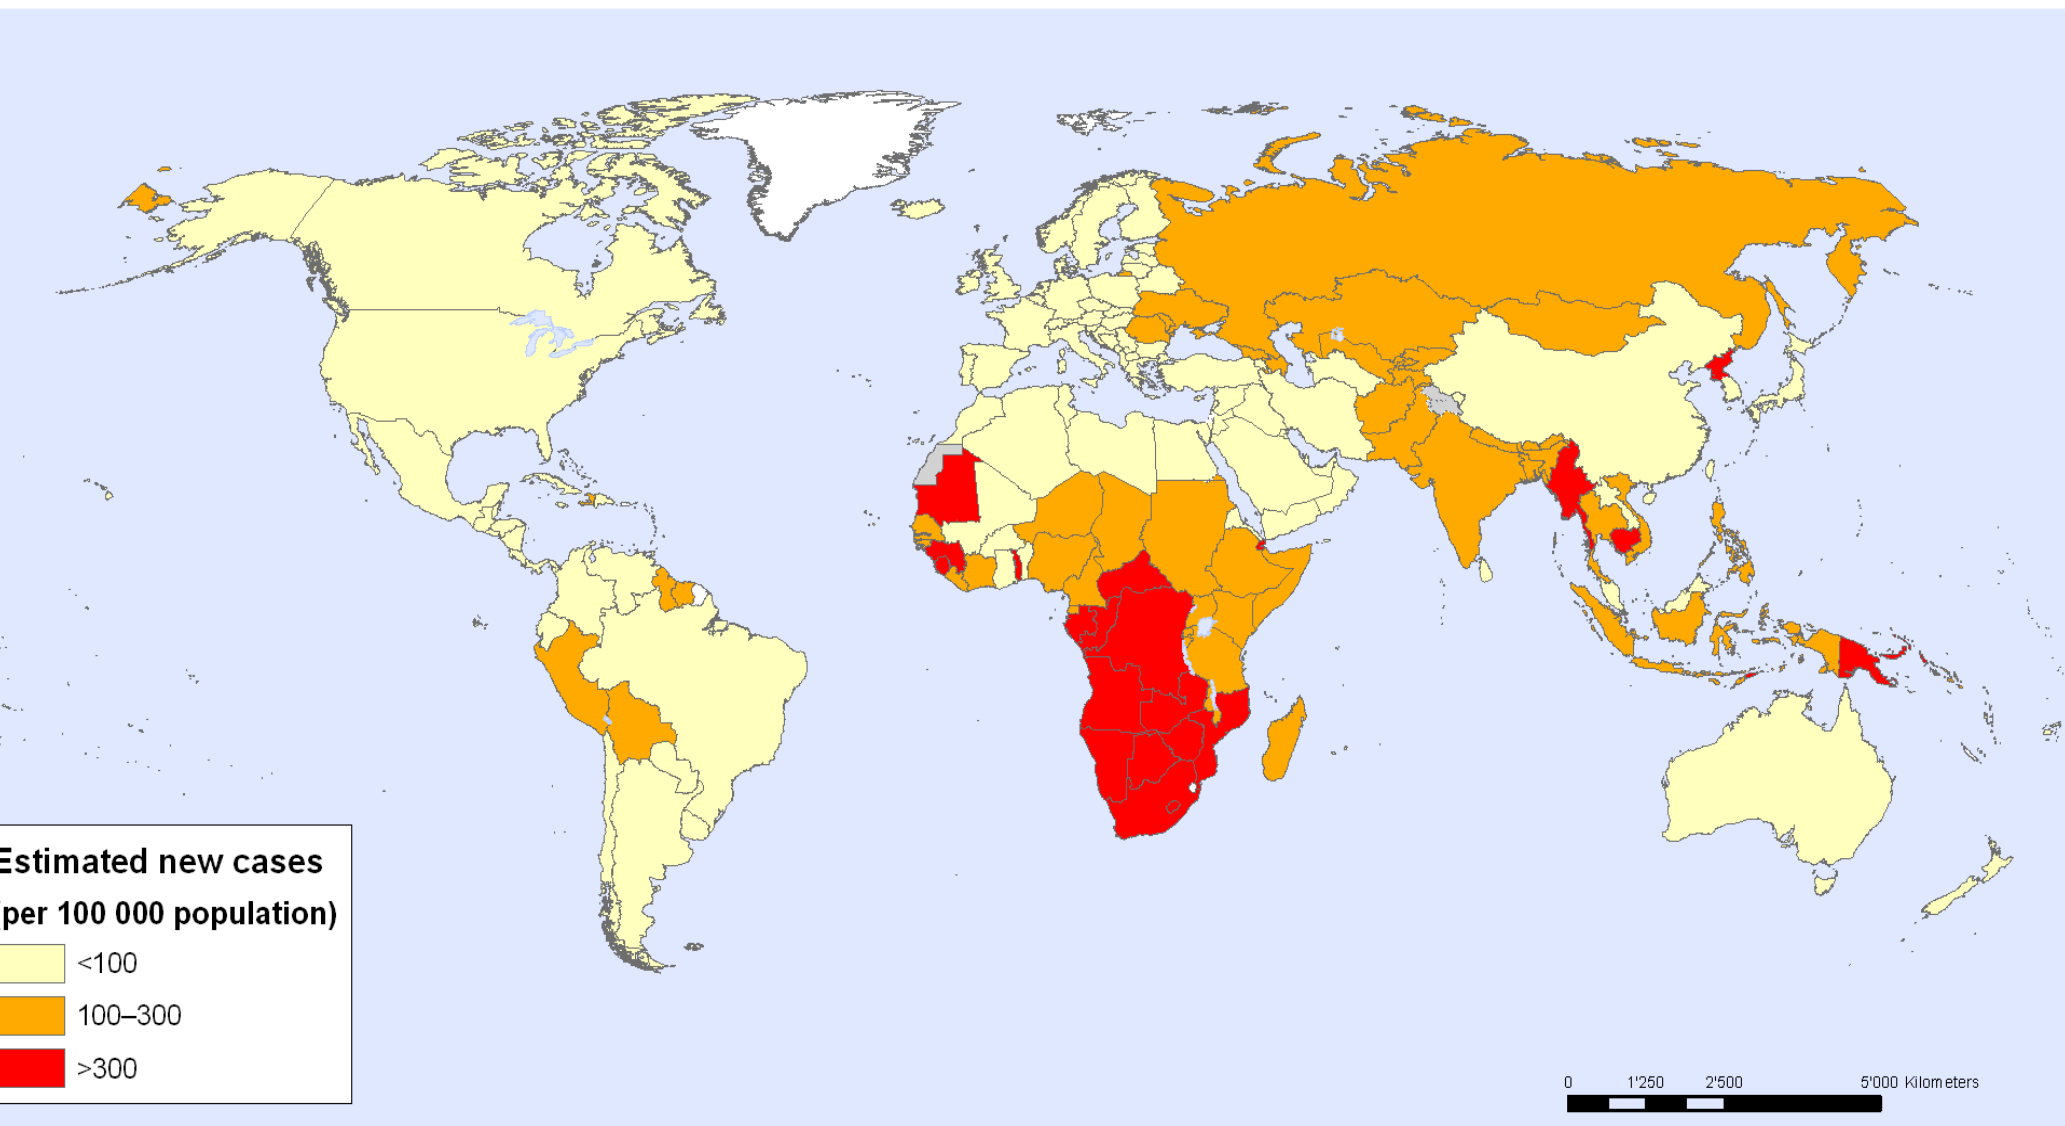 Estimated new cases
(per 100 000 population)
<100
100–300
>300
0 1'250 2'500 5'000 Kilometers